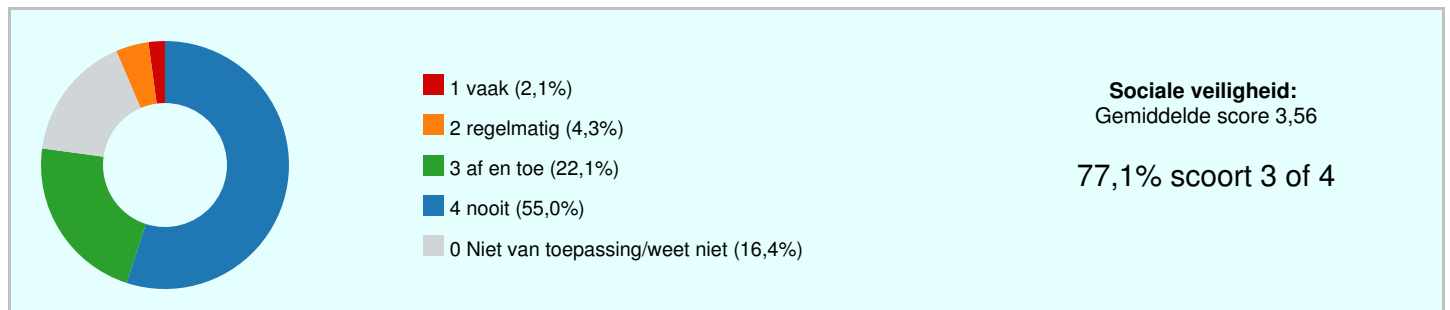 1 vaak (2,1%)
2 regelmatig (4,3%)
3 af en toe (22,1%)
4 nooit (55,0%)
0 Niet van toepassing/weet niet (16,4%)
Sociale veiligheid:
Gemiddelde score 3,56
77,1% scoort 3 of 4